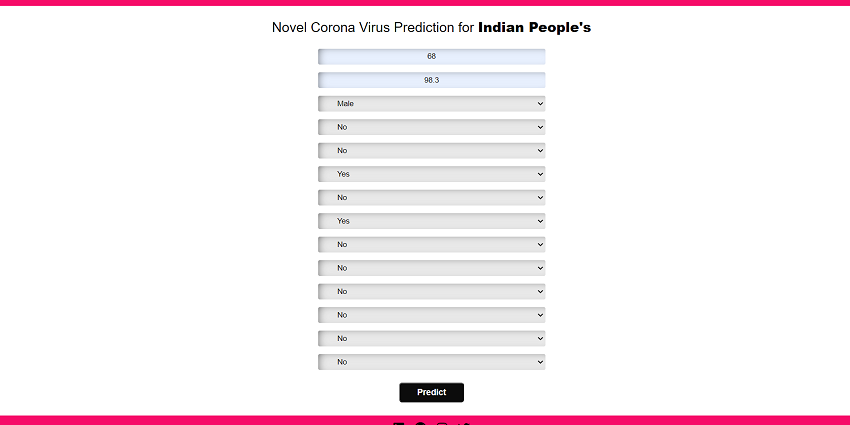 Novel Corona Virus Prediction for Indian People's
68
98.3
Male
No
No
Yes
No
Yes
No
No
No
No
No
No
Predict